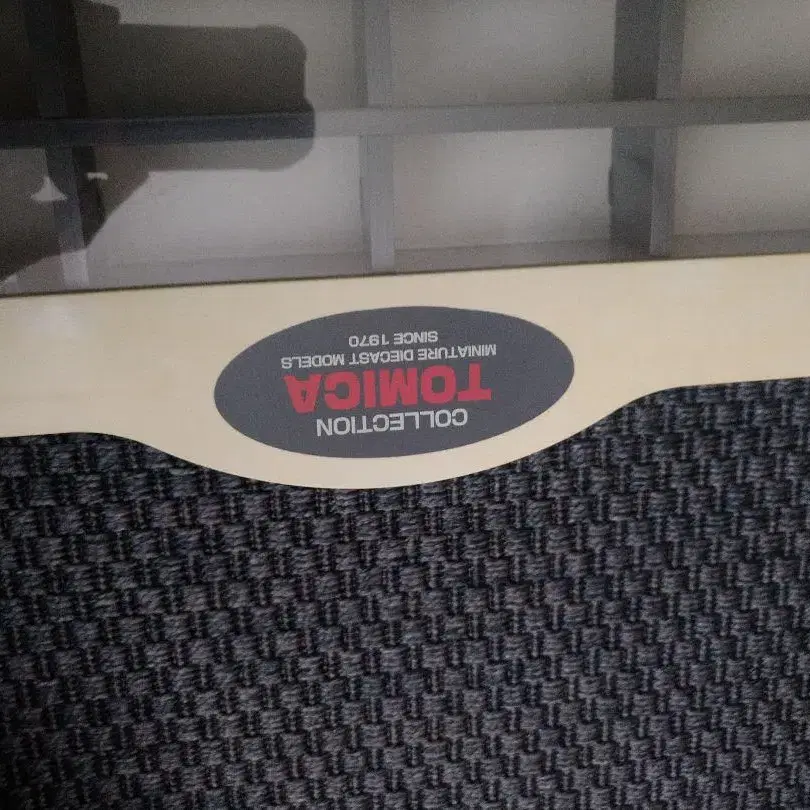 COLLECTION
TOMICA
MINIATURE DIECAST MODELS
SINCE 1970